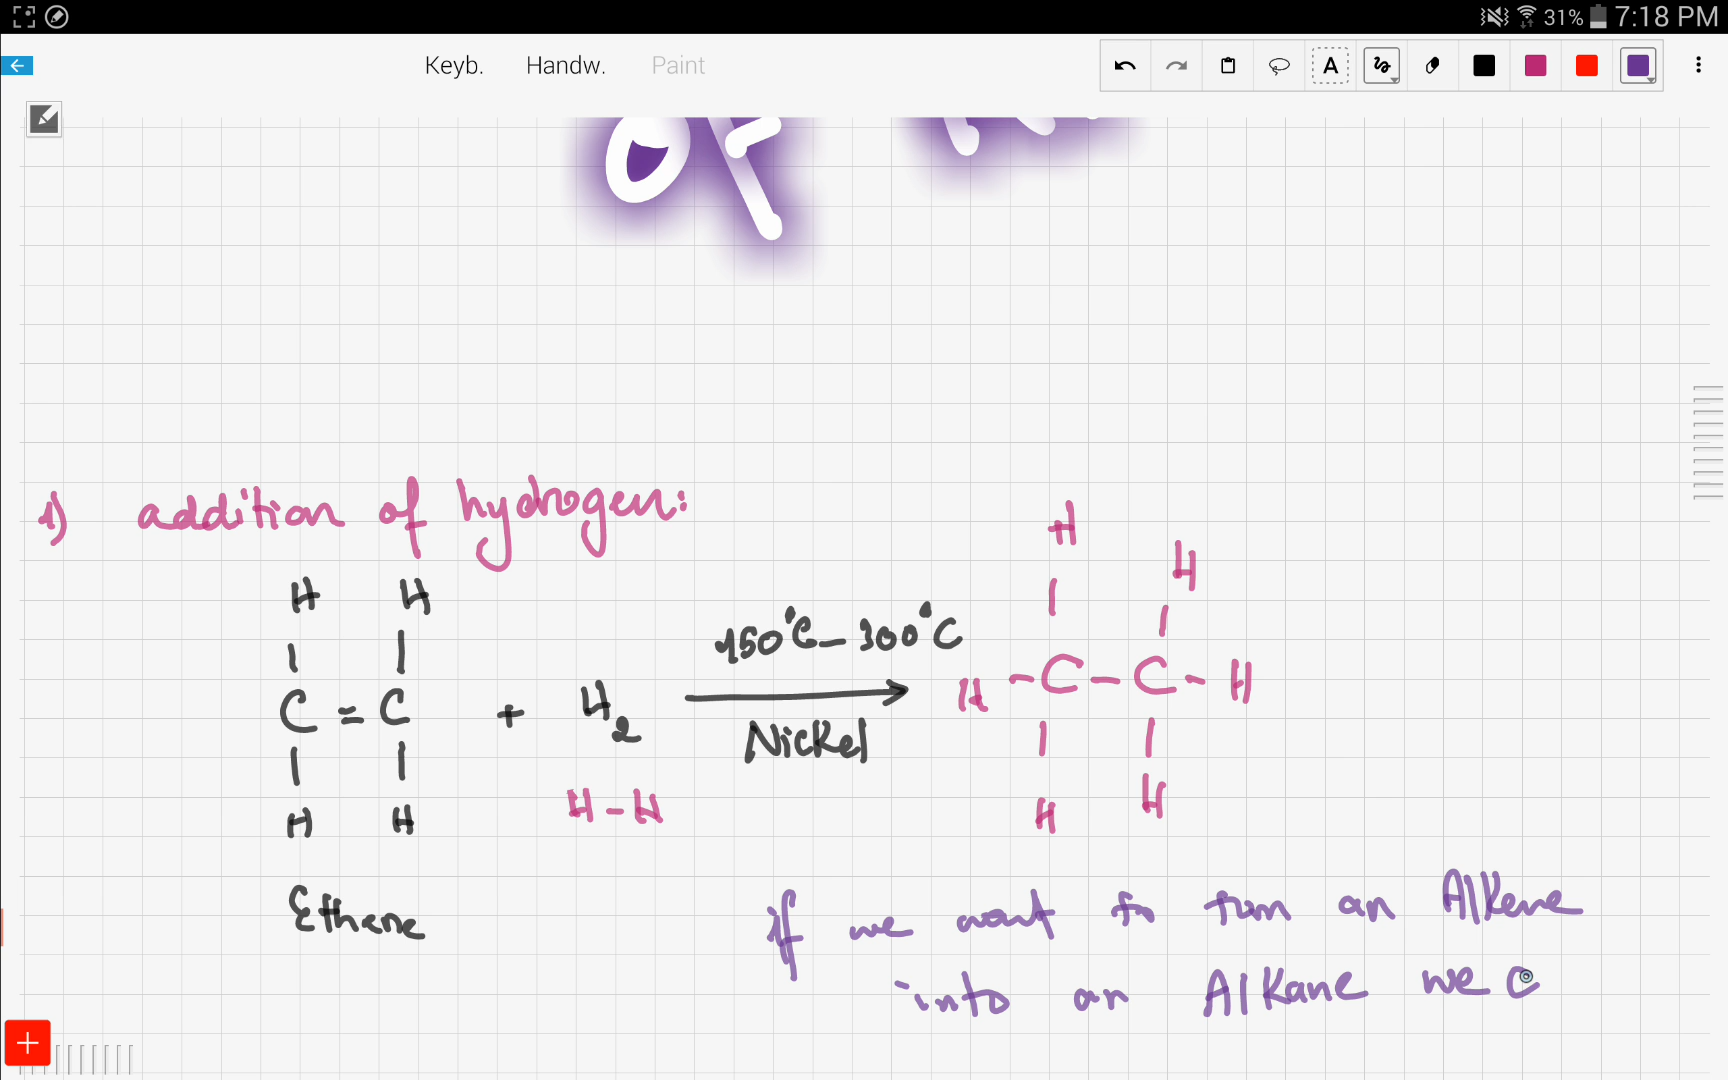 31% 7:18 PM
Keyb. Handw. Paint
A
of
1) addition of hydrogen:
H H
C = C + H2
H H
H - H
150°C - 300°C
Nickel
H H
H - C - C - H
H H
Ethene
if we want to turn an Alkene
into an Alkane we c